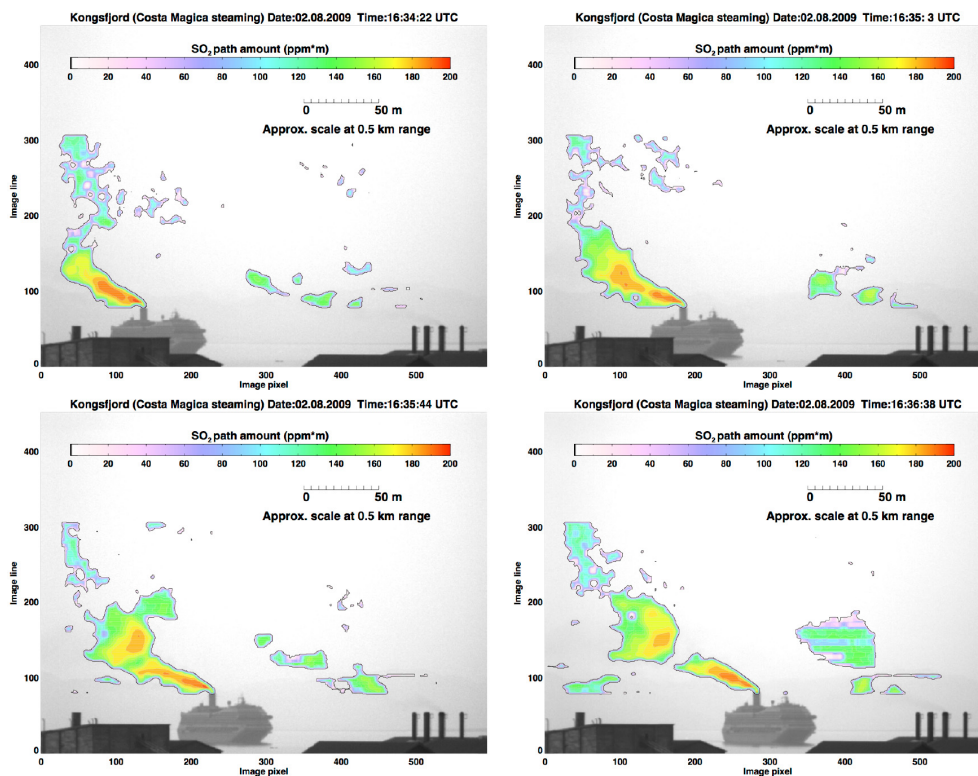 Kongsfjord (Costa Magica steaming) Date:02.08.2009 Time:16:34:22 UTC
SO2 path amount (ppm*m)
0 20 40 60 80 100 120 140 160 180 200
0 50 m
Approx. scale at 0.5 km range
400
300
200
100
0
Image line
0 100 200 300 400 500
Image pixel
Kongsfjord (Costa Magica steaming) Date:02.08.2009 Time:16:35: 3 UTC
SO2 path amount (ppm*m)
0 20 40 60 80 100 120 140 160 180 200
0 50 m
Approx. scale at 0.5 km range
400
300
200
100
0
Image line
0 100 200 300 400 500
Image pixel
Kongsfjord (Costa Magica steaming) Date:02.08.2009 Time:16:35:44 UTC
SO2 path amount (ppm*m)
0 20 40 60 80 100 120 140 160 180 200
0 50 m
Approx. scale at 0.5 km range
400
300
200
100
0
Image line
0 100 200 300 400 500
Image pixel
Kongsfjord (Costa Magica steaming) Date:02.08.2009 Time:16:36:38 UTC
SO2 path amount (ppm*m)
0 20 40 60 80 100 120 140 160 180 200
0 50 m
Approx. scale at 0.5 km range
400
300
200
100
0
Image line
0 100 200 300 400 500
Image pixel